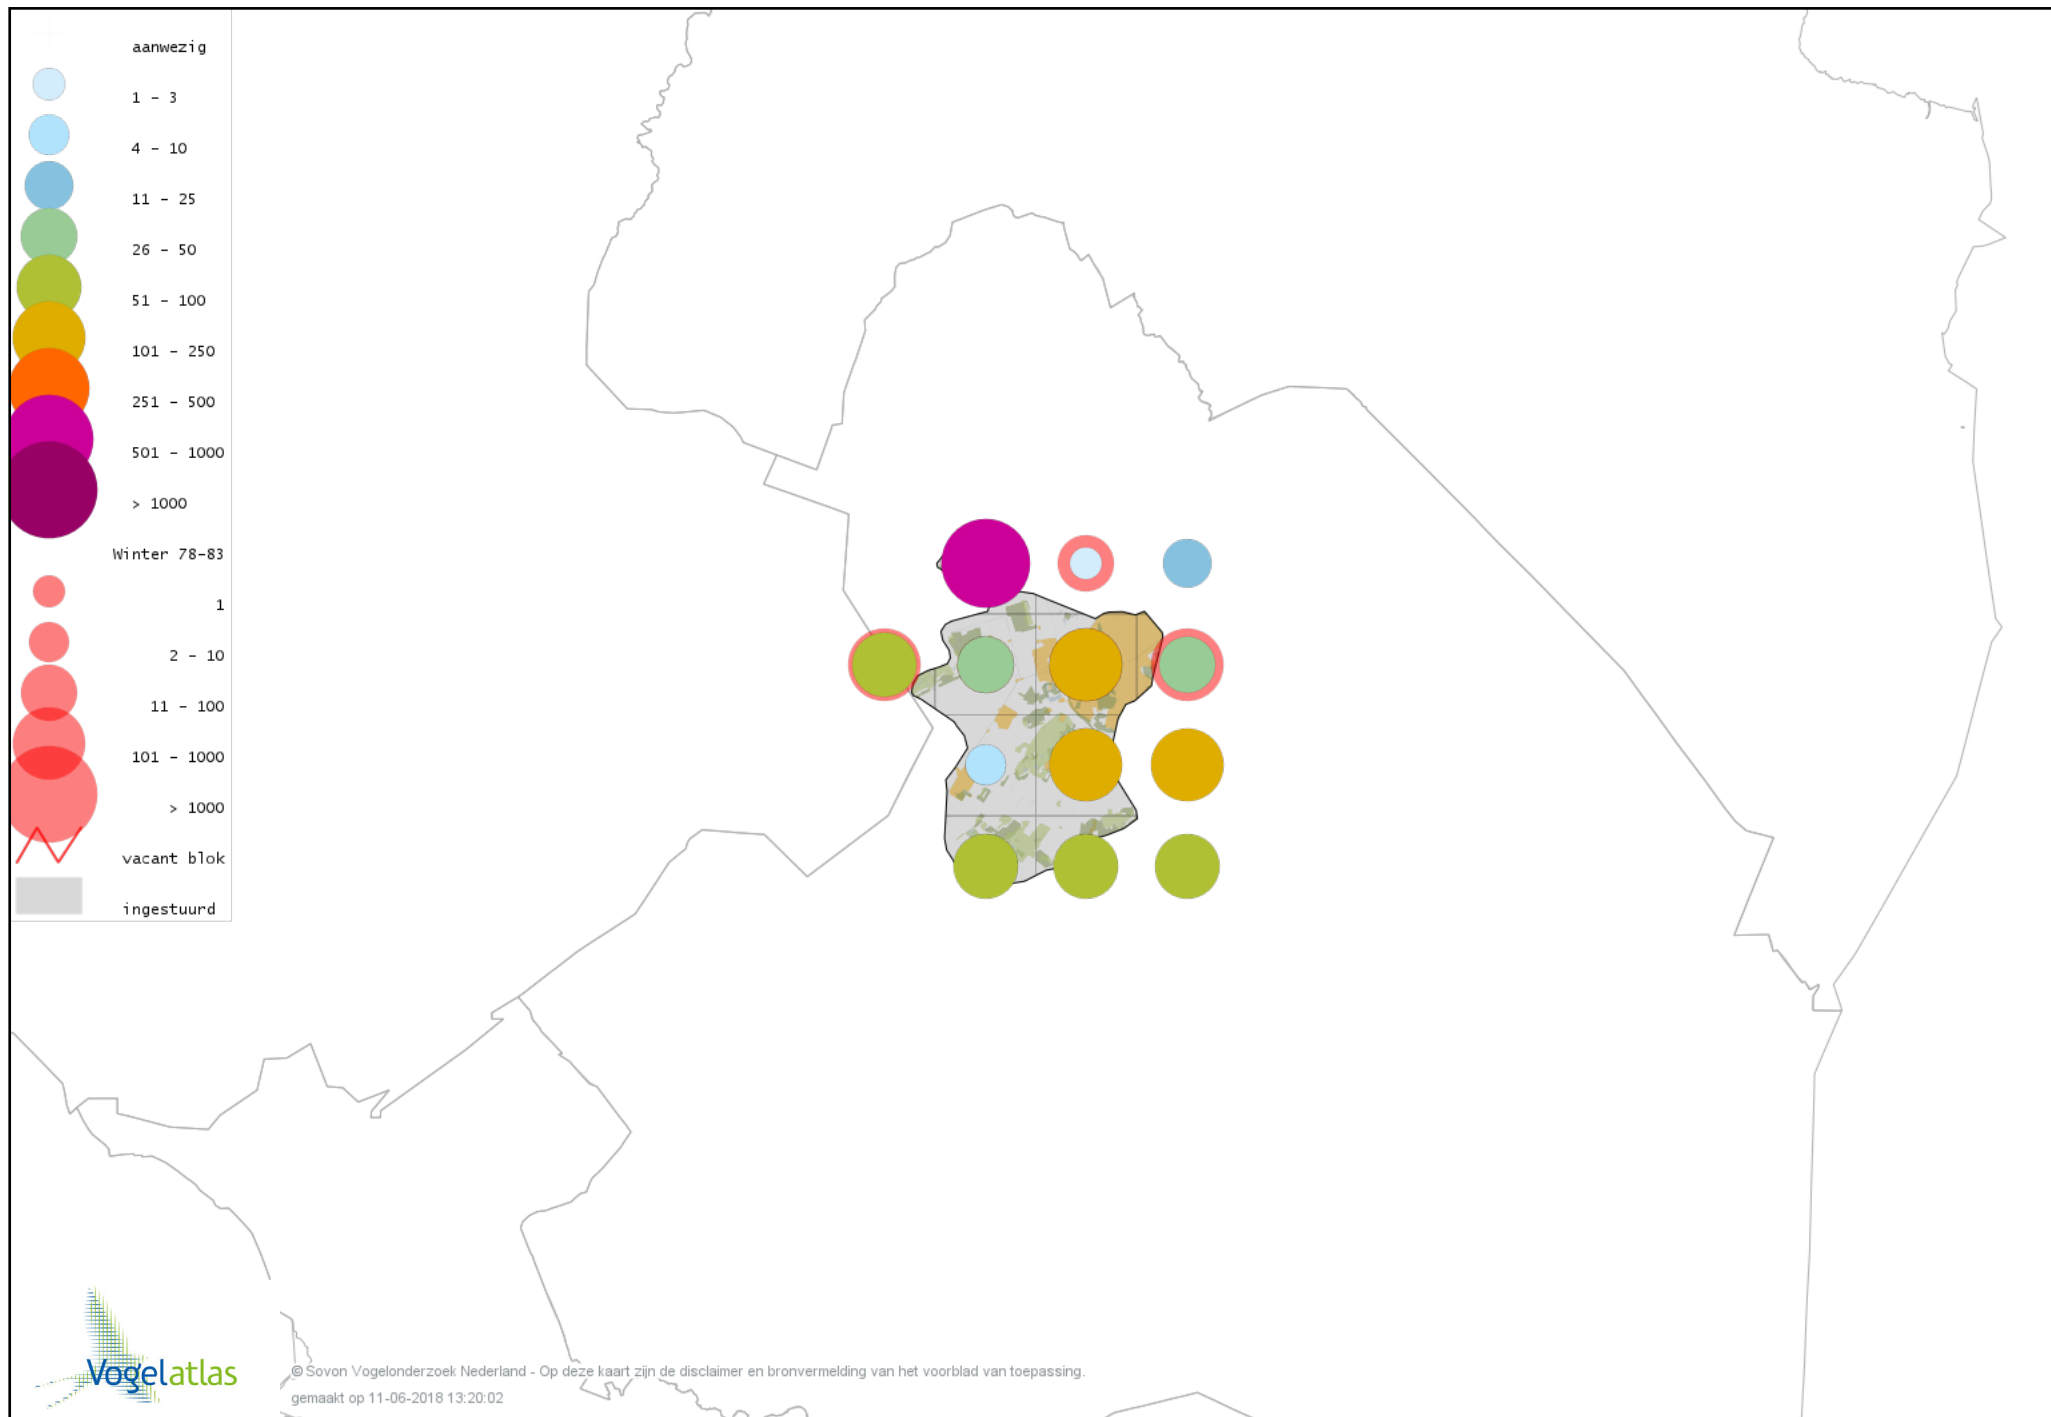 aanwezig
1 - 3
4 - 10
11 - 25
26 - 50
51 - 100
101 - 250
251 - 500
501 - 1000
> 1000
Winter 78-83
1
2 - 10
11 - 100
101 - 1000
> 1000
vacant blok
ingestuurd
Vogelatlas
© Sovon Vogelonderzoek Nederland - Op deze kaart zijn de disclaimer en bronvermelding van het voorblad van toepassing.
gemaakt op 11-06-2018 13:20:02